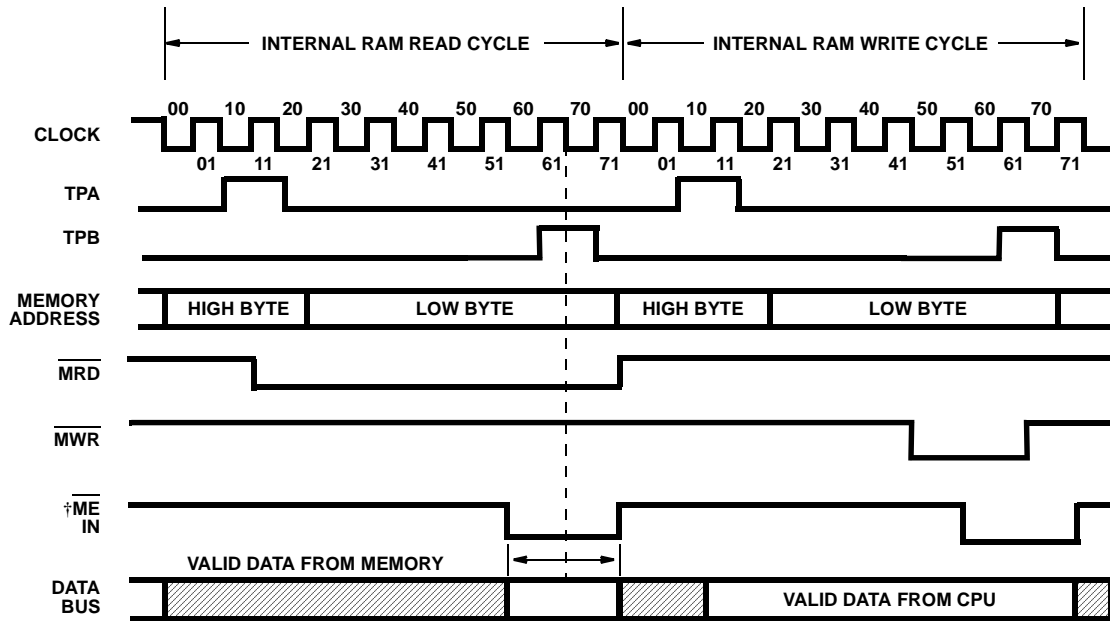 INTERNAL RAM READ CYCLE INTERNAL RAM WRITE CYCLE
00 10 20 30 40 50 60 70 00 10 20 30 40 50 60 70
CLOCK
01 11 21 31 41 51 61 71 01 11 21 31 41 51 61 71
TPA
TPB
MEMORY
ADDRESS
HIGH BYTE LOW BYTE HIGH BYTE LOW BYTE
MRD
MWR
†ME
IN
VALID DATA FROM MEMORY
DATA
BUS
VALID DATA FROM CPU